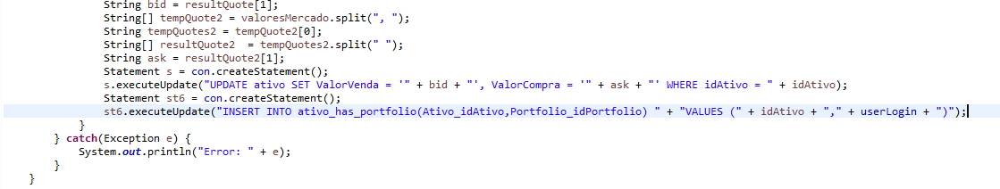 String bid = resultQuote[1];
String[] tempQuote2 = valoresMercado.split(", ");
String tempQuotes2 = tempQuote2[0];
String[] resultQuote2  = tempQuotes2.split(" ");
String ask = resultQuote2[1];
Statement s = con.createStatement();
s.executeUpdate("UPDATE ativo SET ValorVenda = '" + bid + "', ValorCompra = '" + ask + "' WHERE idAtivo = " + idAtivo);
Statement st6 = con.createStatement();
st6.executeUpdate("INSERT INTO ativo_has_portfolio(Ativo_idAtivo,Portfolio_idPortfolio) " + "VALUES (" + idAtivo + "," + userLogin + ")");
}
} catch(Exception e) {
System.out.println("Error: " + e);
}
}